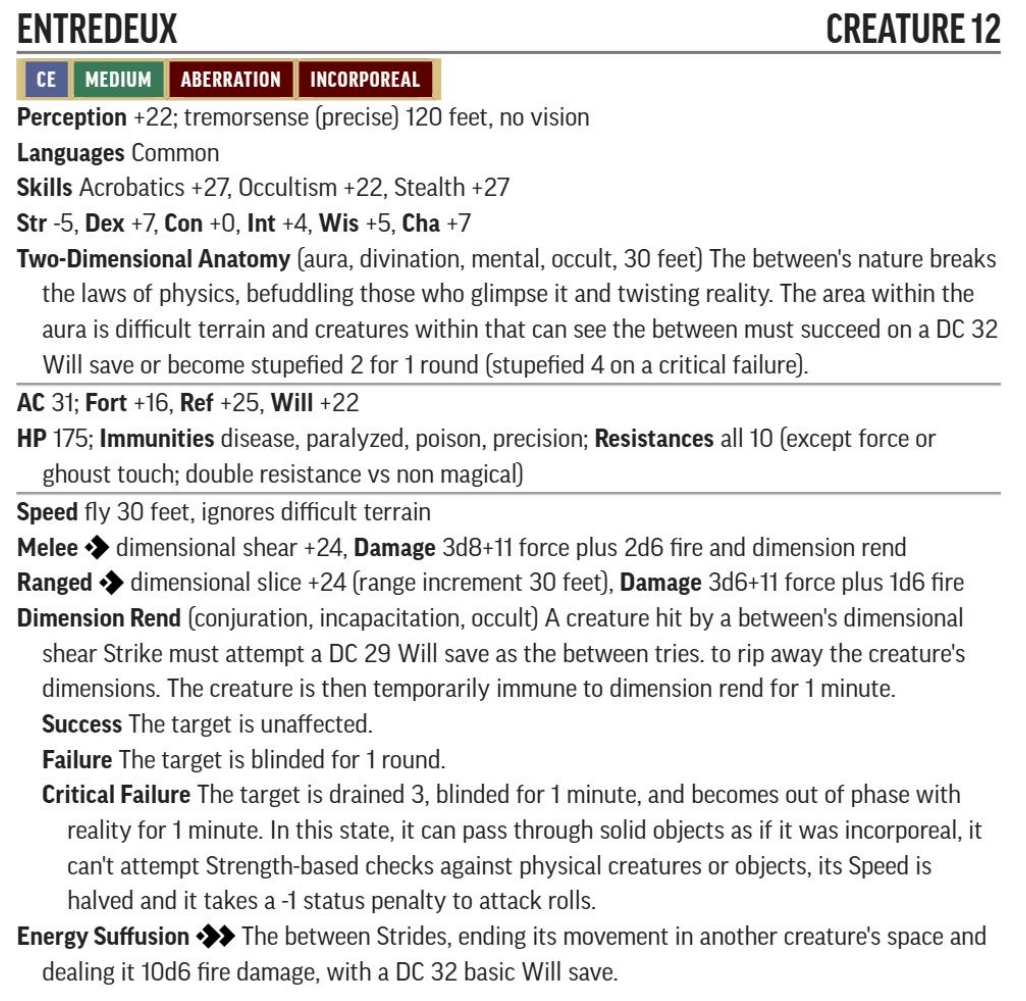 ENTREDEUX CREATURE 12
CE MEDIUM ABERRATION INCORPOREAL
Perception +22; tremorsense (precise) 120 feet, no vision
Languages Common
Skills Acrobatics +27, Occultism +22, Stealth +27
Str -5, Dex +7, Con +0, Int +4, Wis +5, Cha +7
Two-Dimensional Anatomy (aura, divination, mental, occult, 30 feet) The between's nature breaks
the laws of physics, befuddling those who glimpse it and twisting reality. The area within the
aura is difficult terrain and creatures within that can see the between must succeed on a DC 32
Will save or become stupefied 2 for 1 round (stupefied 4 on a critical failure).
AC 31; Fort +16, Ref +25, Will +22
HP 175; Immunities disease, paralyzed, poison, precision; Resistances all 10 (except force or
ghoust touch; double resistance vs non magical)
Speed fly 30 feet, ignores difficult terrain
Melee dimensional shear +24, Damage 3d8+11 force plus 2d6 fire and dimension rend
Ranged dimensional slice +24 (range increment 30 feet), Damage 3d6+11 force plus 1d6 fire
Dimension Rend (conjuration, incapacitation, occult) A creature hit by a between's dimensional
shear Strike must attempt a DC 29 Will save as the between tries. to rip away the creature's
dimensions. The creature is then temporarily immune to dimension rend for 1 minute.
Success The target is unaffected.
Failure The target is blinded for 1 round.
Critical Failure The target is drained 3, blinded for 1 minute, and becomes out of phase with
reality for 1 minute. In this state, it can pass through solid objects as if it was incorporeal, it
can't attempt Strength-based checks against physical creatures or objects, its Speed is
halved and it takes a -1 status penalty to attack rolls.
Energy Suffusion The between Strides, ending its movement in another creature's space and
dealing it 10d6 fire damage, with a DC 32 basic Will save.